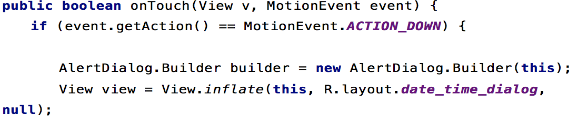 public boolean onTouch(View v, MotionEvent event) {
if (event.getAction() == MotionEvent.ACTION_DOWN) {
AlertDialog.Builder builder = new AlertDialog.Builder(this);
View view = View.inflate(this, R.layout.date_time_dialog,
null);